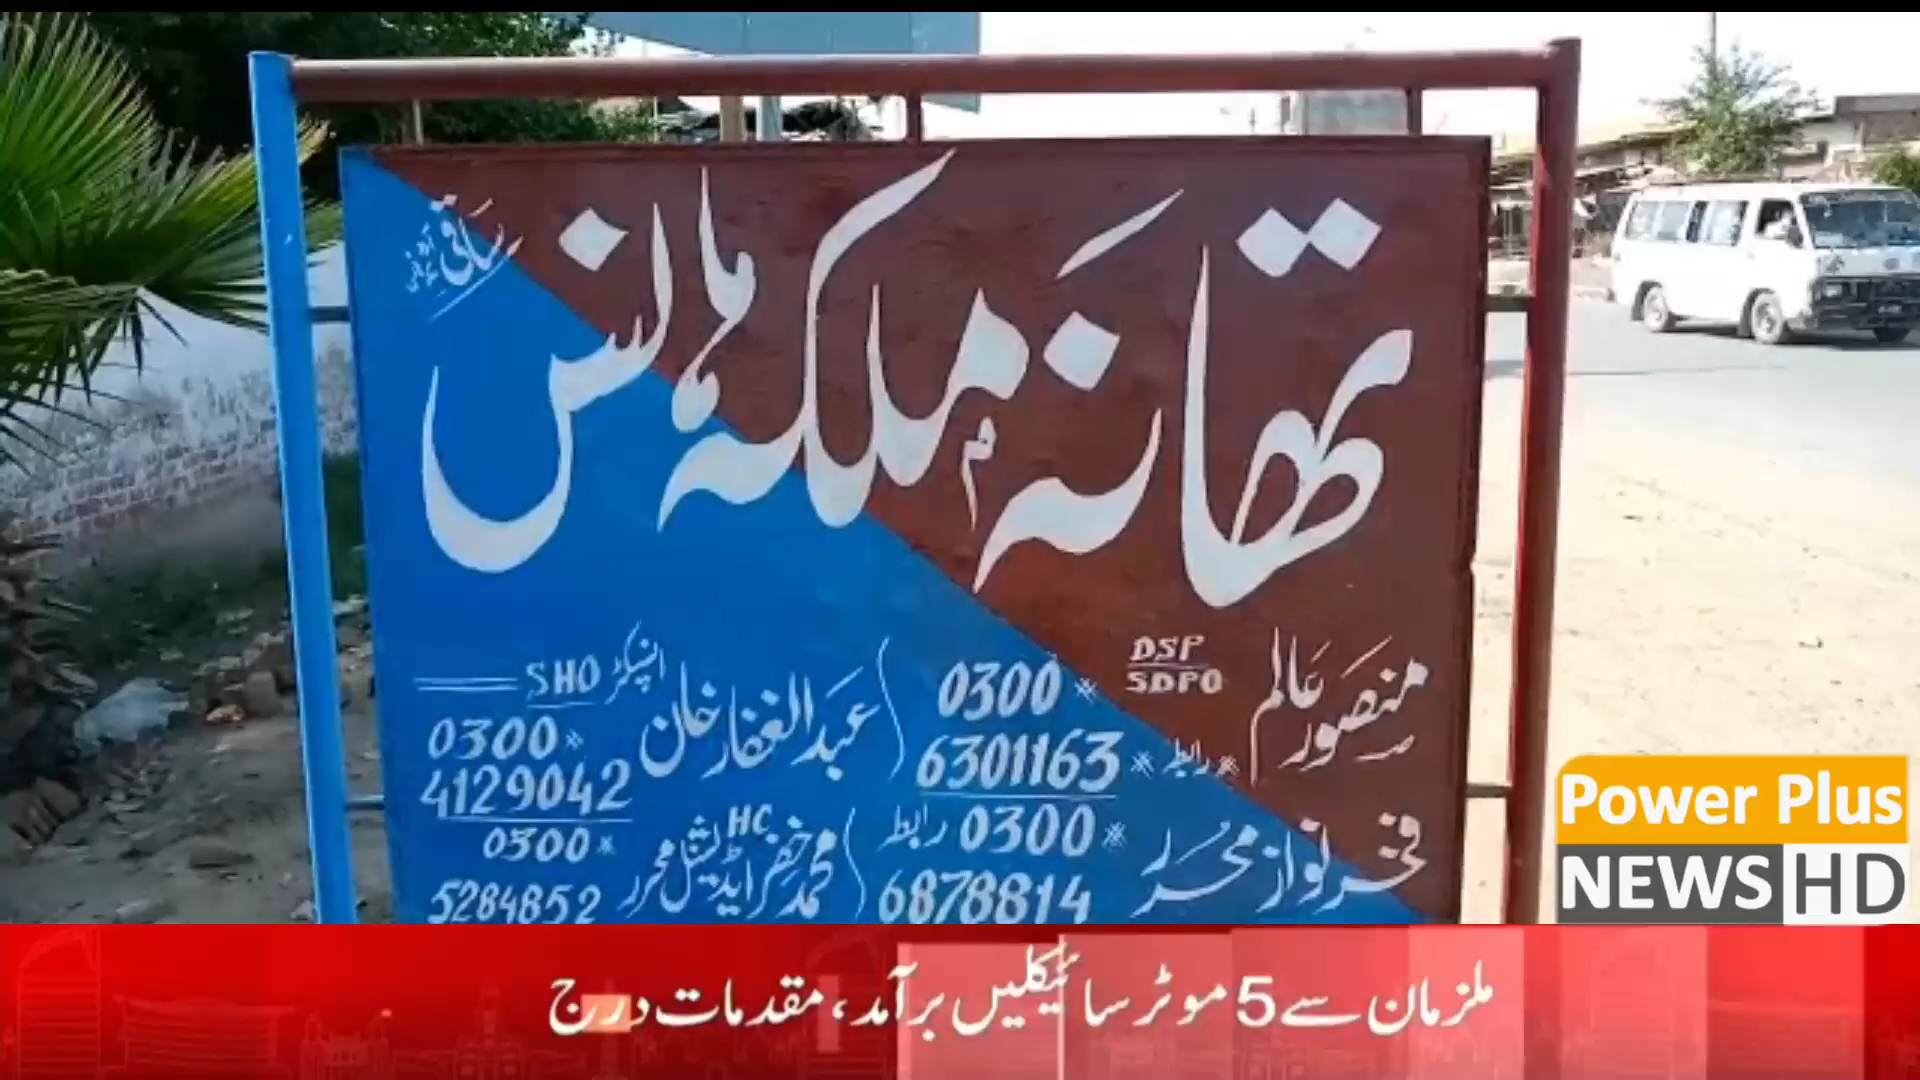 تھانہ ملکہ ہانس
ساقی
منصور عالم DSP SDPO
رابطہ 0300 6301163
عبدالغفار خان انسپکٹر SHO
0300 4129042
فخر نواز محرر
رابطہ 0300 6878814
محمد خضر HC ایڈیشنل محرر
0300 5284852
Power Plus
NEWS HD
ملزمان سے 5 موٹر سائیکلیں برآمد، مقدمات درج